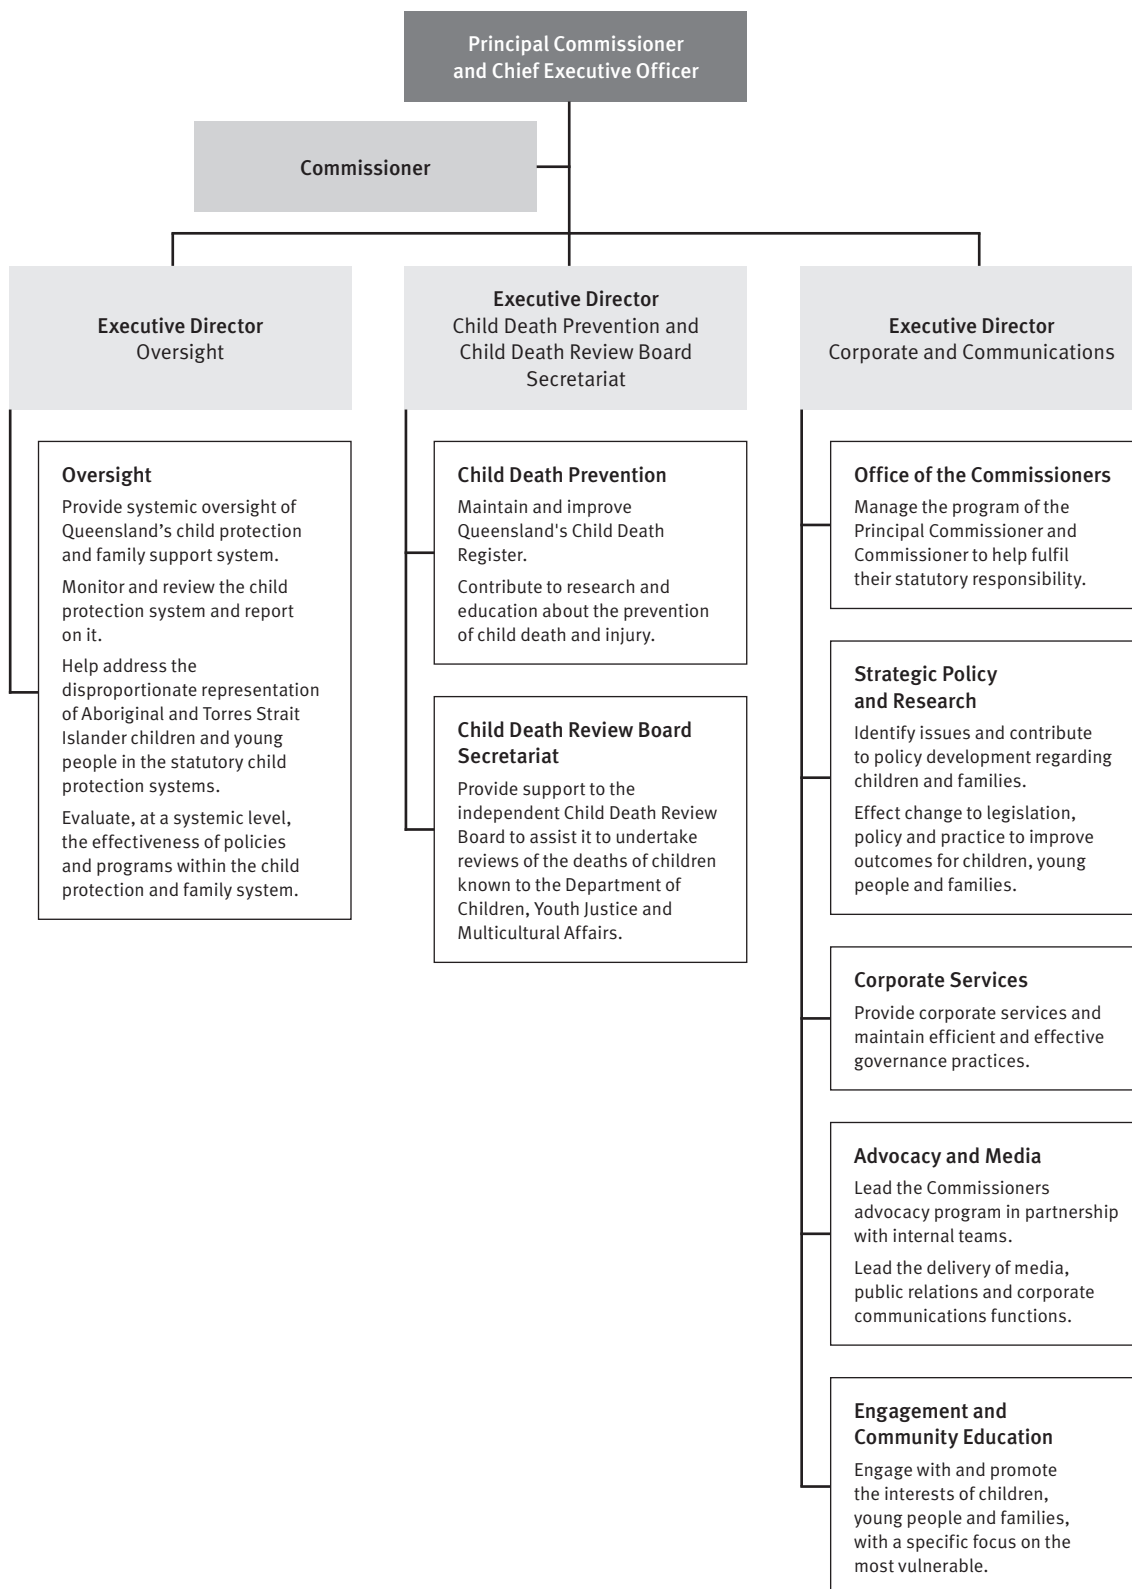 Principal Commissioner
and Chief Executive Officer
Commissioner
Executive Director
Oversight
Executive Director
Child Death Prevention and
Child Death Review Board
Secretariat
Executive Director
Corporate and Communications
Oversight
Provide systemic oversight of
Queensland’s child protection
and family support system.
Monitor and review the child
protection system and report
on it.
Help address the
disproportionate representation
of Aboriginal and Torres Strait
Islander children and young
people in the statutory child
protection systems.
Evaluate, at a systemic level,
the effectiveness of policies
and programs within the child
protection and family system.
Child Death Prevention
Maintain and improve
Queensland's Child Death
Register.
Contribute to research and
education about the prevention
of child death and injury.
Child Death Review Board
Secretariat
Provide support to the
independent Child Death Review
Board to assist it to undertake
reviews of the deaths of children
known to the Department of
Children, Youth Justice and
Multicultural Affairs.
Office of the Commissioners
Manage the program of the
Principal Commissioner and
Commissioner to help fulfil
their statutory responsibility.
Strategic Policy
and Research
Identify issues and contribute
to policy development regarding
children and families.
Effect change to legislation,
policy and practice to improve
outcomes for children, young
people and families.
Corporate Services
Provide corporate services and
maintain efficient and effective
governance practices.
Advocacy and Media
Lead the Commissioners
advocacy program in partnership
with internal teams.
Lead the delivery of media,
public relations and corporate
communications functions.
Engagement and
Community Education
Engage with and promote
the interests of children,
young people and families,
with a specific focus on the
most vulnerable.